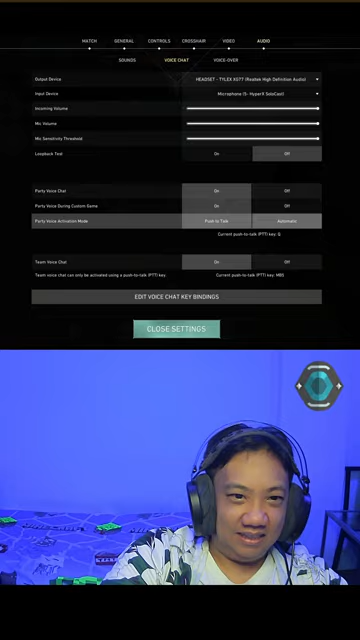 MATCH GENERAL CONTROLS CROSSHAIR VIDEO AUDIO
SOUNDS VOICE CHAT VOICE-OVER
Output Device HEADSET - TYLEX X077 (Realtek High Definition Audio)
Input Device Microphone (5- HyperX SoloCast)
Incoming Volume
Mic Volume
Mic Sensitivity Threshold
Loopback Test On Off
Party Voice Chat On Off
Party Voice During Custom Game On Off
Party Voice Activation Mode Push to Talk Automatic
Current push-to-talk (PTT) key: Q
Team Voice Chat On Off
Team voice chat can only be activated using a push-to-talk (PTT) key. Current push-to-talk (PTT) key: MB5
EDIT VOICE CHAT KEY BINDINGS
CLOSE SETTINGS